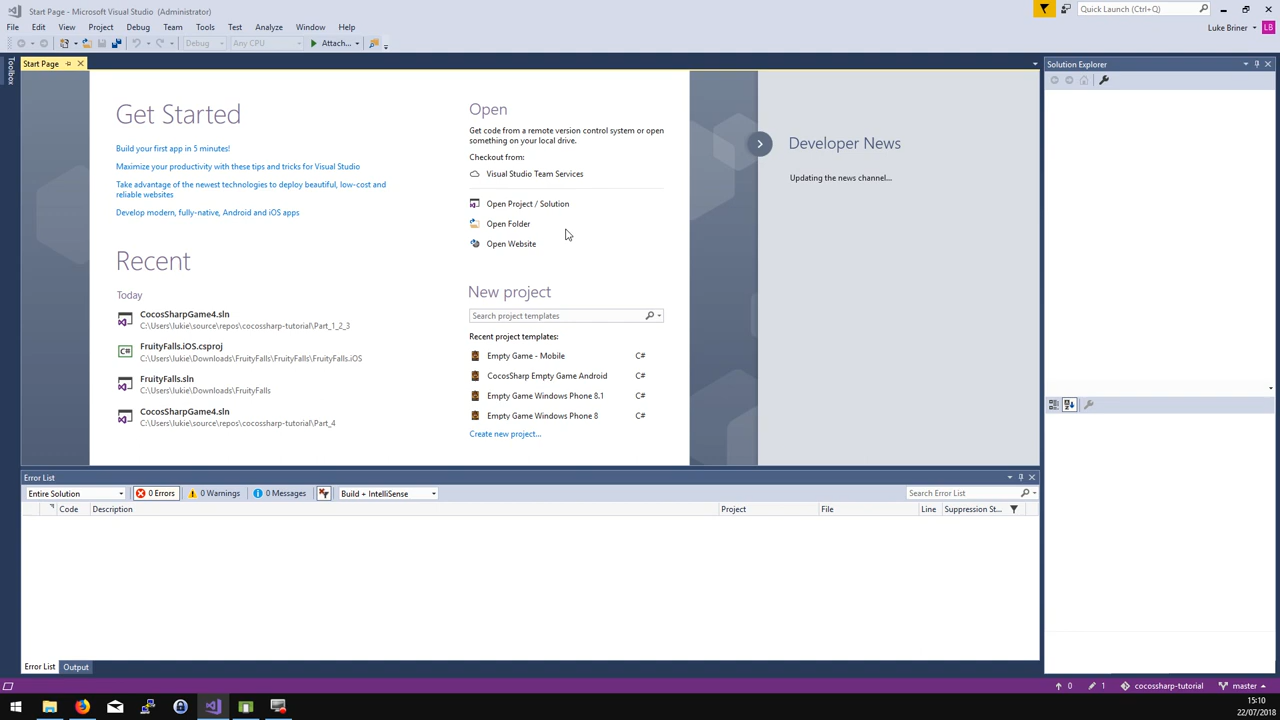 Start Page - Microsoft Visual Studio (Administrator)
Quick Launch (Ctrl+Q)
File Edit View Project Debug Team Tools Test Analyze Window Help
Luke Briner LB
Debug Any CPU Attach...
Toolbox
Start Page
Solution Explorer
Get Started
Build your first app in 5 minutes!
Maximize your productivity with these tips and tricks for Visual Studio
Take advantage of the newest technologies to deploy beautiful, low-cost and
reliable websites
Develop modern, fully-native, Android and iOS apps
Recent
Today
CocosSharpGame4.sln
C:\Users\lukie\source\repos\cocossharp-tutorial\Part_1_2_3
C#
FruityFalls.iOS.csproj
C:\Users\lukie\Downloads\FruityFalls\FruityFalls\FruityFalls.iOS
FruityFalls.sln
C:\Users\lukie\Downloads\FruityFalls
CocosSharpGame4.sln
C:\Users\lukie\source\repos\cocossharp-tutorial\Part_4
Open
Get code from a remote version control system or open
something on your local drive.
Checkout from:
Visual Studio Team Services
Open Project / Solution
Open Folder
Open Website
New project
Search project templates
Recent project templates:
Empty Game - Mobile C#
CocosSharp Empty Game Android C#
Empty Game Windows Phone 8.1 C#
Empty Game Windows Phone 8 C#
Create new project...
Developer News
Updating the news channel...
Error List
Entire Solution 0 Errors 0 Warnings 0 Messages Build + IntelliSense Search Error List
Code Description Project File Line Suppression St...
Error List Output
0 1 cocossharp-tutorial master
15:10
22/07/2018